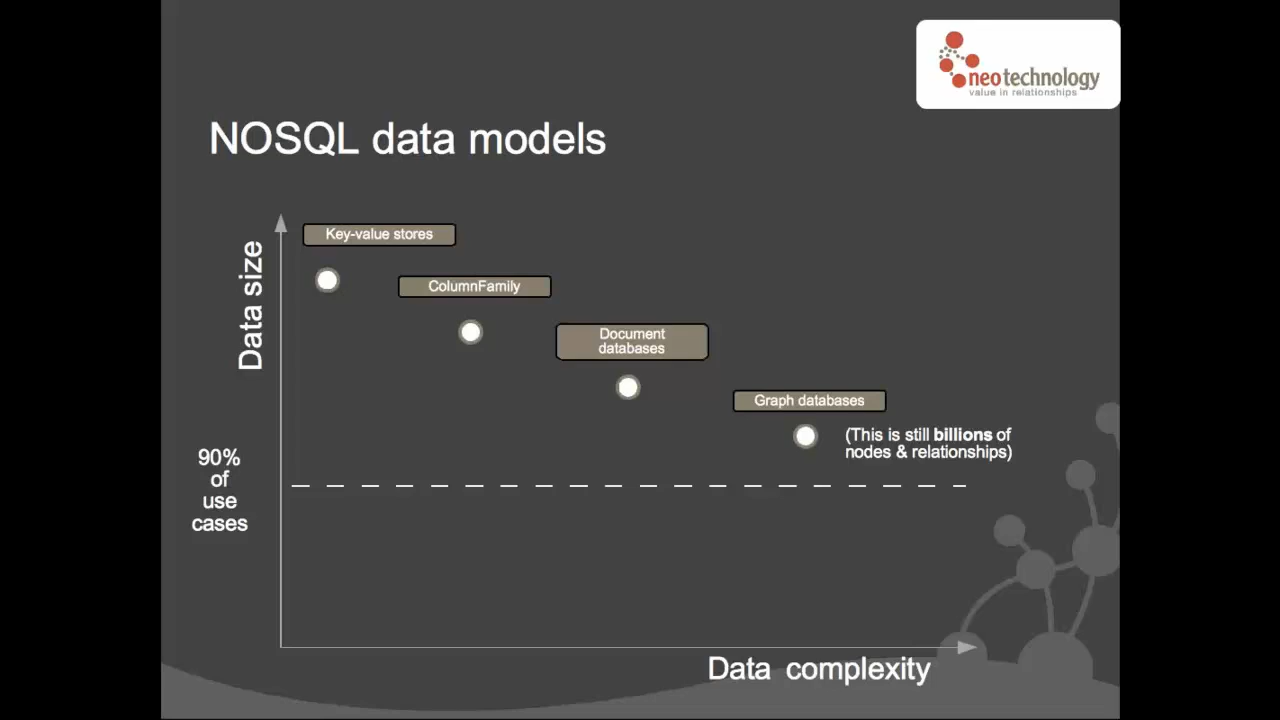 neotechnology
value in relationships
NOSQL data models
Data size
Key-value stores
ColumnFamily
Document
databases
Graph databases
(This is still billions of
nodes & relationships)
90%
of
use
cases
Data complexity